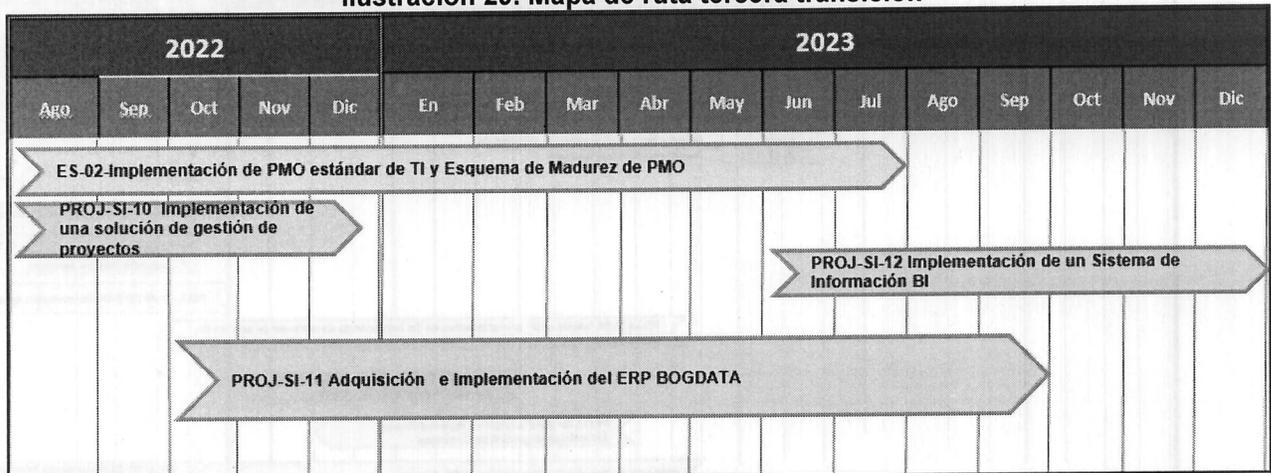 Ilustración 29. Mapa de ruta tercera transición
2022
2023
Ago Sep Oct Nov Dic En Feb Mar Abr May Jun Jul Ago Sep Oct Nov Dic
ES-02-Implementación de PMO estándar de TI y Esquema de Madurez de PMO
PROJ-SI-10 Implementación de
una solución de gestión de
proyectos
PROJ-SI-12 Implementación de un Sistema de
Información BI
PROJ-SI-11 Adquisición e Implementación del ERP BOGDATA